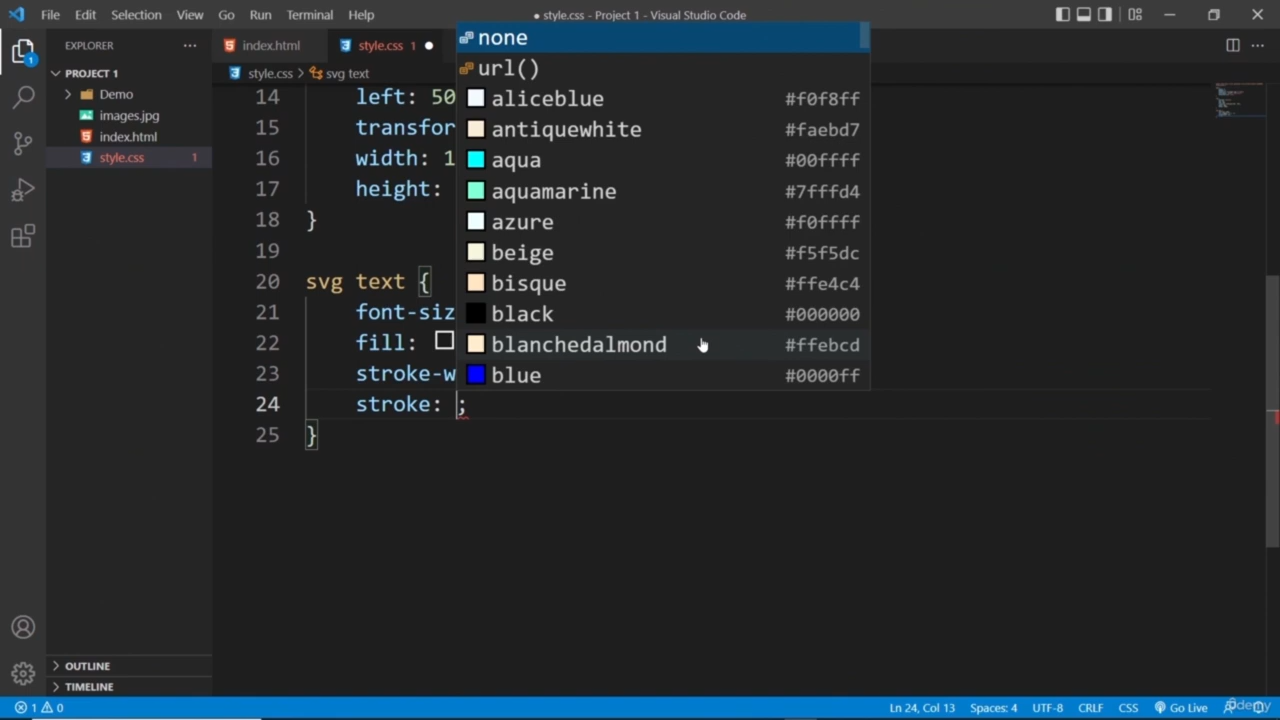 File Edit Selection View Go Run Terminal Help
● style.css - Project 1 - Visual Studio Code
EXPLORER
index.html
style.css 1
PROJECT 1
style.css > svg text
Demo
images.jpg
index.html
style.css 1
1
14 left: 50
15 transfor
16 width: 1
17 height:
18 }
19
20 svg text {
21 font-siz
22 fill:
23 stroke-w
24 stroke: ;
25 }
none
url()
aliceblue #f0f8ff
antiquewhite #faebd7
aqua #00ffff
aquamarine #7fffd4
azure #f0ffff
beige #f5f5dc
bisque #ffe4c4
black #000000
blanchedalmond #ffebcd
blue #0000ff
OUTLINE
TIMELINE
1 0
Ln 24, Col 13 Spaces: 4 UTF-8 CRLF CSS Go Live
Udemy